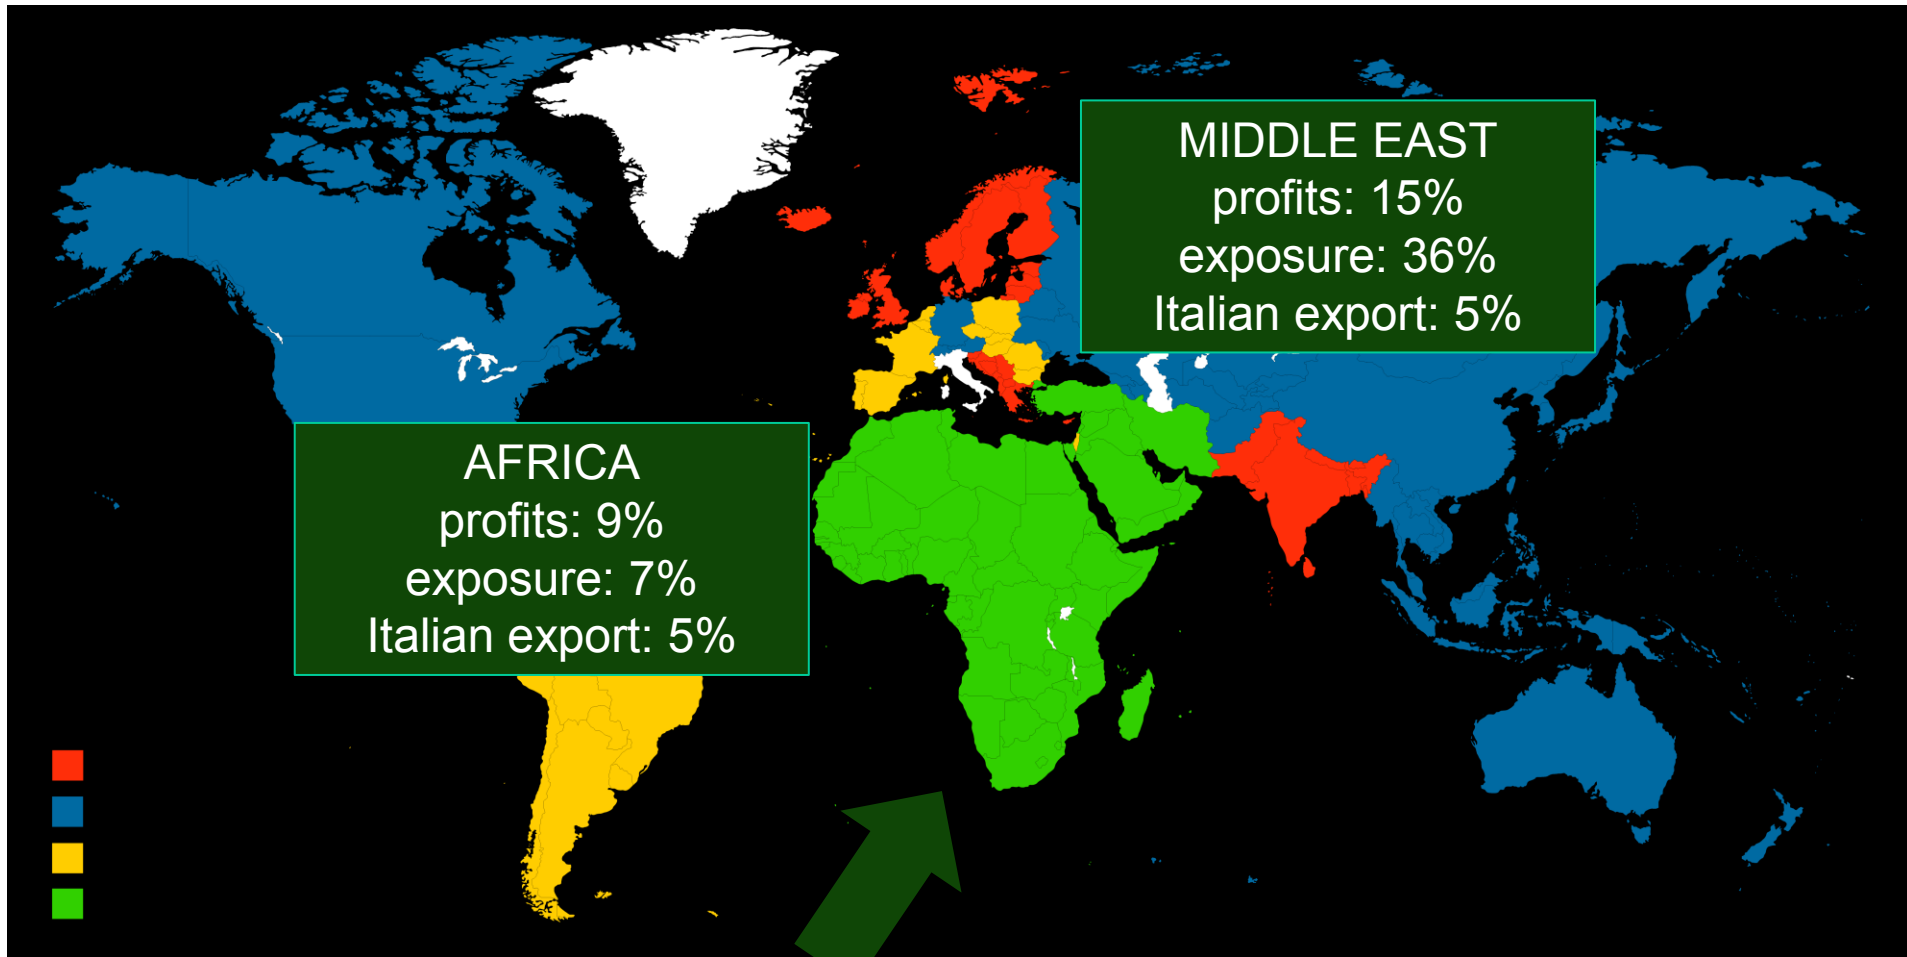 MIDDLE EAST
profits: 15%
exposure: 36%
Italian export: 5%
AFRICA
profits: 9%
exposure: 7%
Italian export: 5%